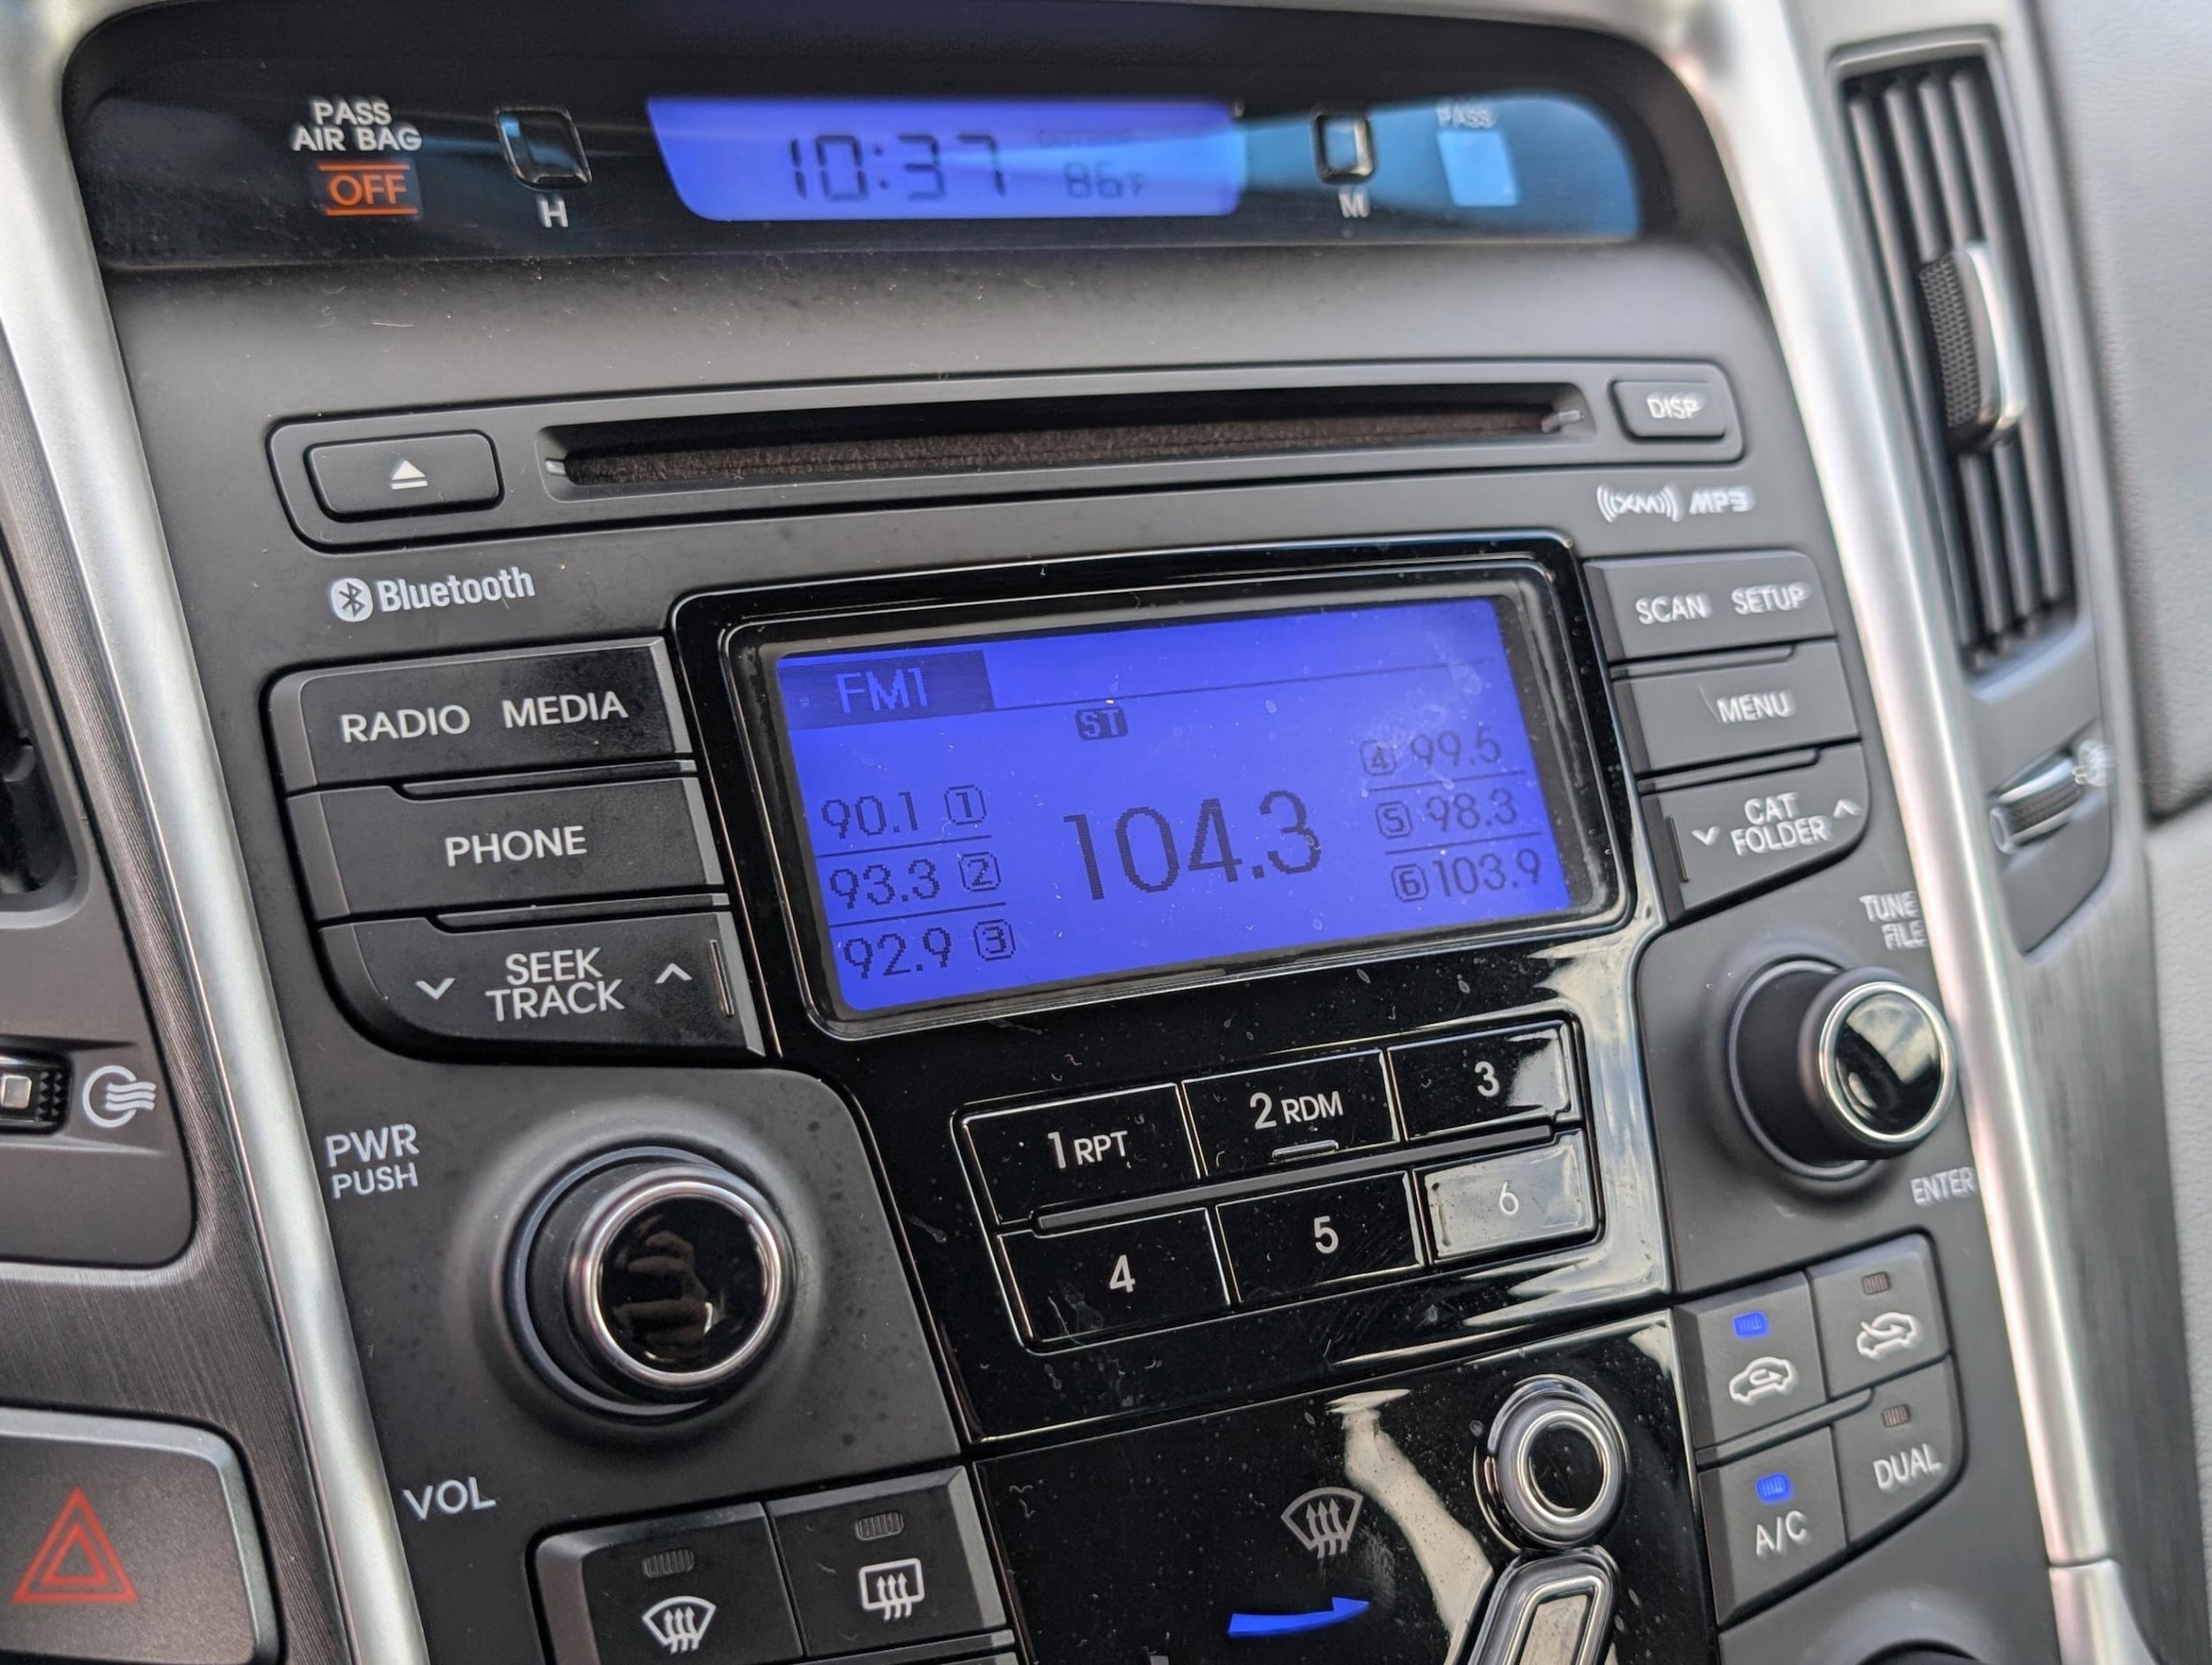 PASS
AIR BAG
OFF
H
10:37
OUTSIDE
86°F
M
PASS
DISP
XM MP3
Bluetooth
SCAN SETUP
RADIO MEDIA
FM1
ST
MENU
PHONE
90.1 1
93.3 2
92.9 3
104.3
4 99.5
5 98.3
6 103.9
CAT
FOLDER
SEEK
TRACK
TUNE
FILE
1 RPT
2 RDM
3
4
5
6
PWR
PUSH
ENTER
VOL
A/C
DUAL